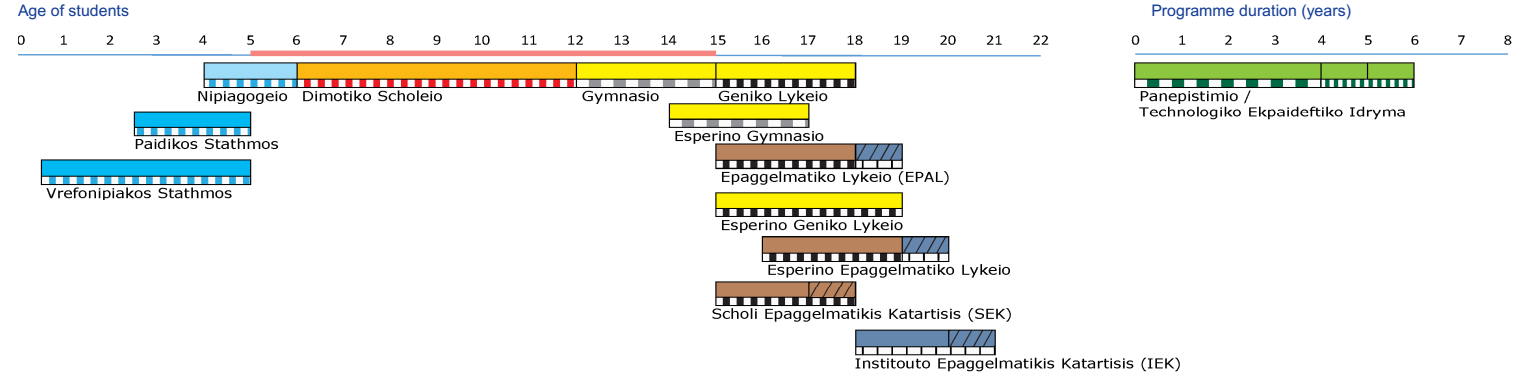 Age of students
Programme duration (years)
0 1 2 3 4 5 6 7 8 9 10 11 12 13 14 15 16 17 18 19 20 21 22
0 1 2 3 4 5 6 7 8
Nipiagogeio Dimotiko Scholeio Gymnasio Geniko Lykeio
Panepistimio /
Technologiko Ekpaideftiko Idryma
Esperino Gymnasio
Paidikos Stathmos
Epaggelmatiko Lykeio (EPAL)
Vrefonipiakos Stathmos
Esperino Geniko Lykeio
Esperino Epaggelmatiko Lykeio
Scholi Epaggelmatikis Katartisis (SEK)
Institouto Epaggelmatikis Katartisis (IEK)